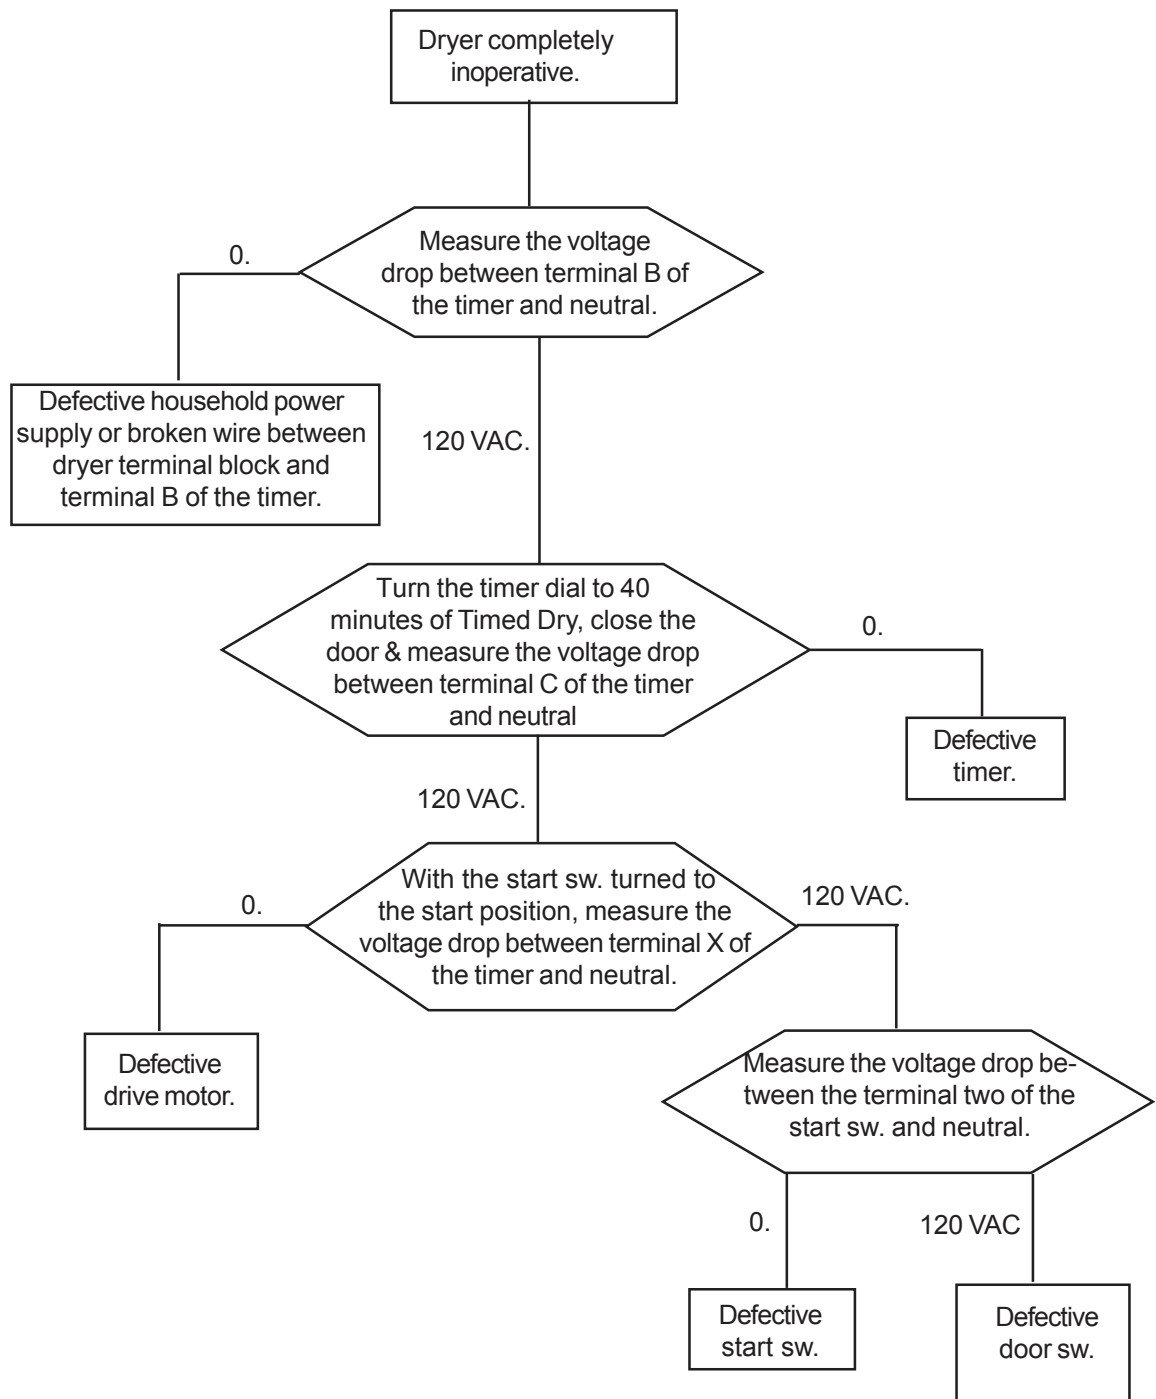 Dryer completely
inoperative.
Measure the voltage
drop between terminal B of
the timer and neutral.
0.
Defective household power
supply or broken wire between
dryer terminal block and
terminal B of the timer.
120 VAC.
Turn the timer dial to 40
minutes of Timed Dry, close the
door & measure the voltage drop
between terminal C of the timer
and neutral
0.
Defective
timer.
120 VAC.
With the start sw. turned to
the start position, measure the
voltage drop between terminal X of
the timer and neutral.
0.
Defective
drive motor.
120 VAC.
Measure the voltage drop be-
tween the terminal two of the
start sw. and neutral.
0.
Defective
start sw.
120 VAC
Defective
door sw.